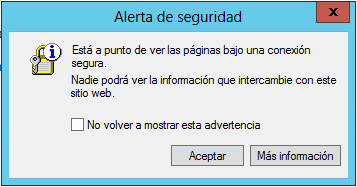 Alerta de seguridad
x
Está a punto de ver las páginas bajo una conexión
segura.
Nadie podrá ver la información que intercambie con este
sitio web.
No volver a mostrar esta advertencia
Aceptar
Más información